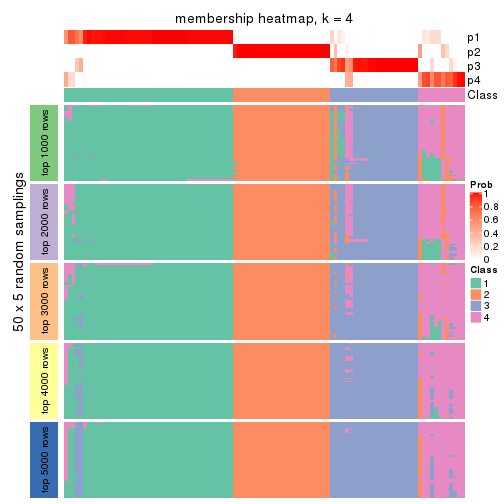 membership heatmap, k = 4
p1
p2
p3
p4
Class
50 x 5 random samplings
top 1000 rows
top 2000 rows
top 3000 rows
top 4000 rows
top 5000 rows
Prob
1
0.8
0.6
0.4
0.2
0
Class
1
2
3
4